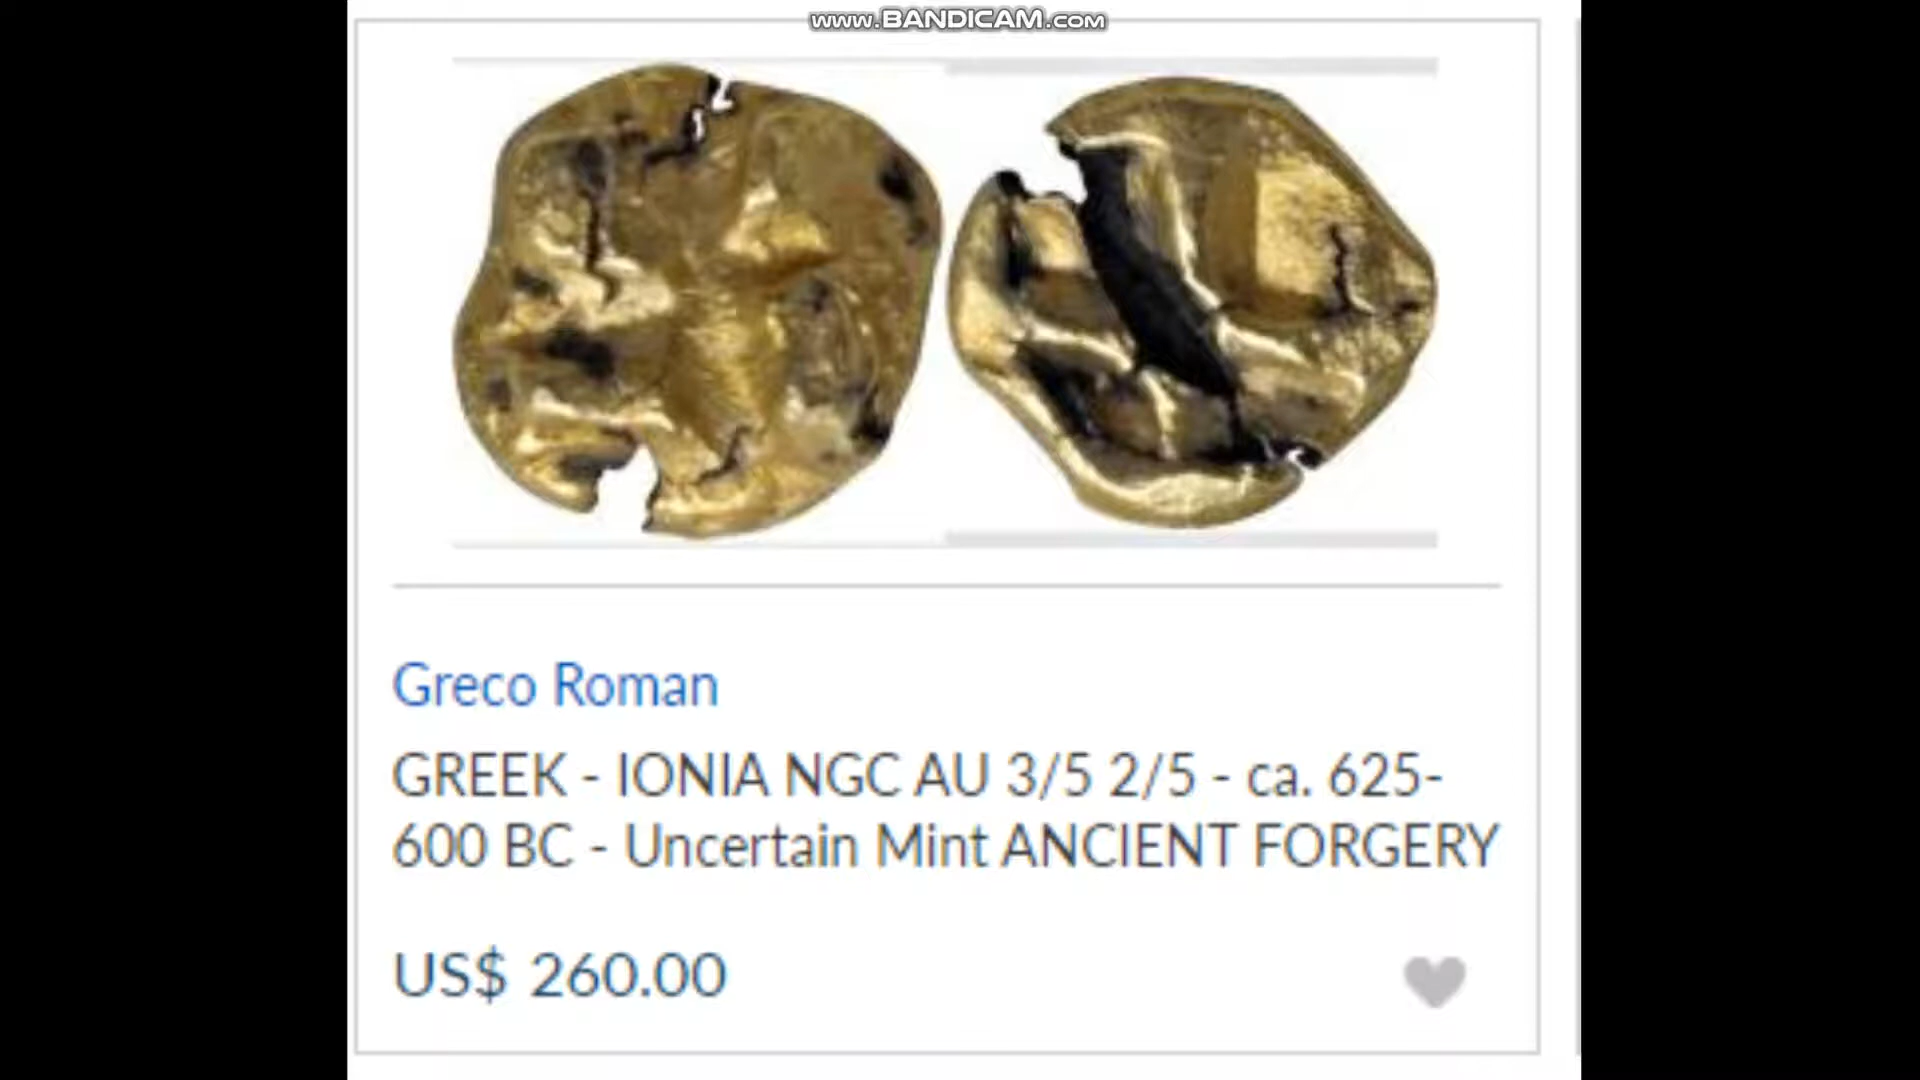 www.BANDICAM.com
Greco Roman
GREEK - IONIA NGC AU 3/5 2/5 - ca. 625-
600 BC - Uncertain Mint ANCIENT FORGERY
US$ 260.00